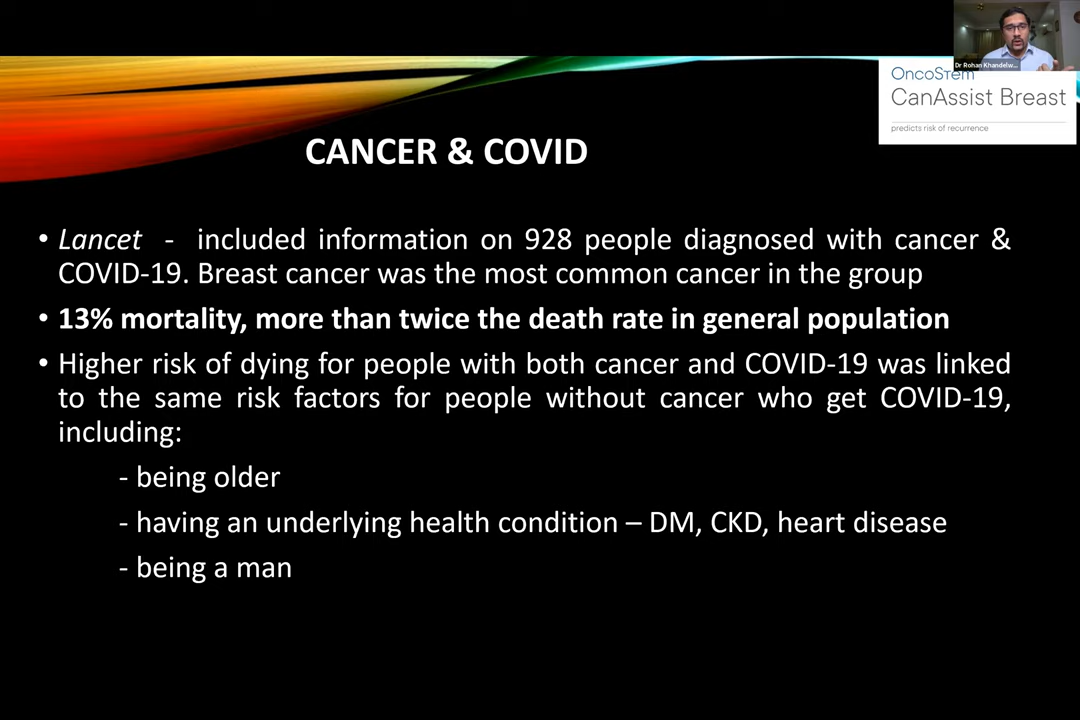 Dr Rohan Khandelw...
OncoStem
CanAssist Breast
predicts risk of recurrence
CANCER & COVID
• Lancet - included information on 928 people diagnosed with cancer &
COVID-19. Breast cancer was the most common cancer in the group
• 13% mortality, more than twice the death rate in general population
• Higher risk of dying for people with both cancer and COVID-19 was linked
to the same risk factors for people without cancer who get COVID-19,
including:
- being older
- having an underlying health condition – DM, CKD, heart disease
- being a man